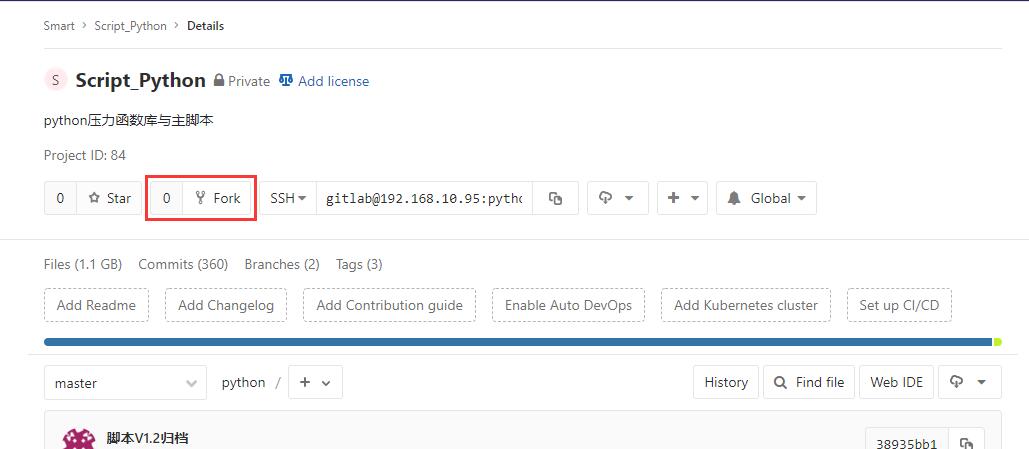 Smart > Script_Python > Details
S Script_Python Private Add license
python压力函数库与主脚本
Project ID: 84
0 Star 0 Fork SSH gitlab@192.168.10.95:pytho Global
Files (1.1 GB) Commits (360) Branches (2) Tags (3)
Add Readme Add Changelog Add Contribution guide Enable Auto DevOps Add Kubernetes cluster Set up CI/CD
master python / + History Find file Web IDE
脚本V1.2归档
38935bb1